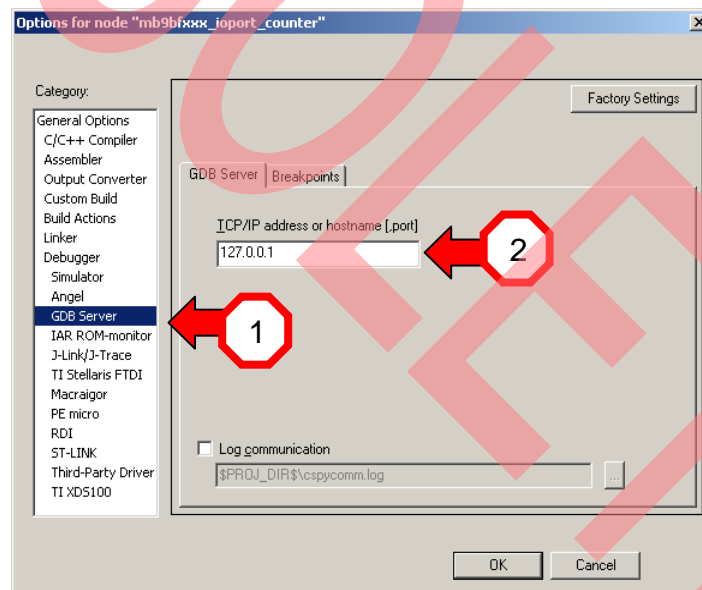 Options for node "mb9bfxxx_ioport_counter"
Category:
Factory Settings
General Options
C/C++ Compiler
Assembler
Output Converter
Custom Build
Build Actions
Linker
Debugger
Simulator
Angel
GDB Server
IAR ROM-monitor
J-Link/J-Trace
TI Stellaris FTDI
Macraigor
PE micro
RDI
ST-LINK
Third-Party Driver
TI XDS100
GDB Server Breakpoints
TCP/IP address or hostname [,port]
127.0.0.1
2
1
Log communication
$PROJ_DIR$\cspycomm.log
...
OK Cancel